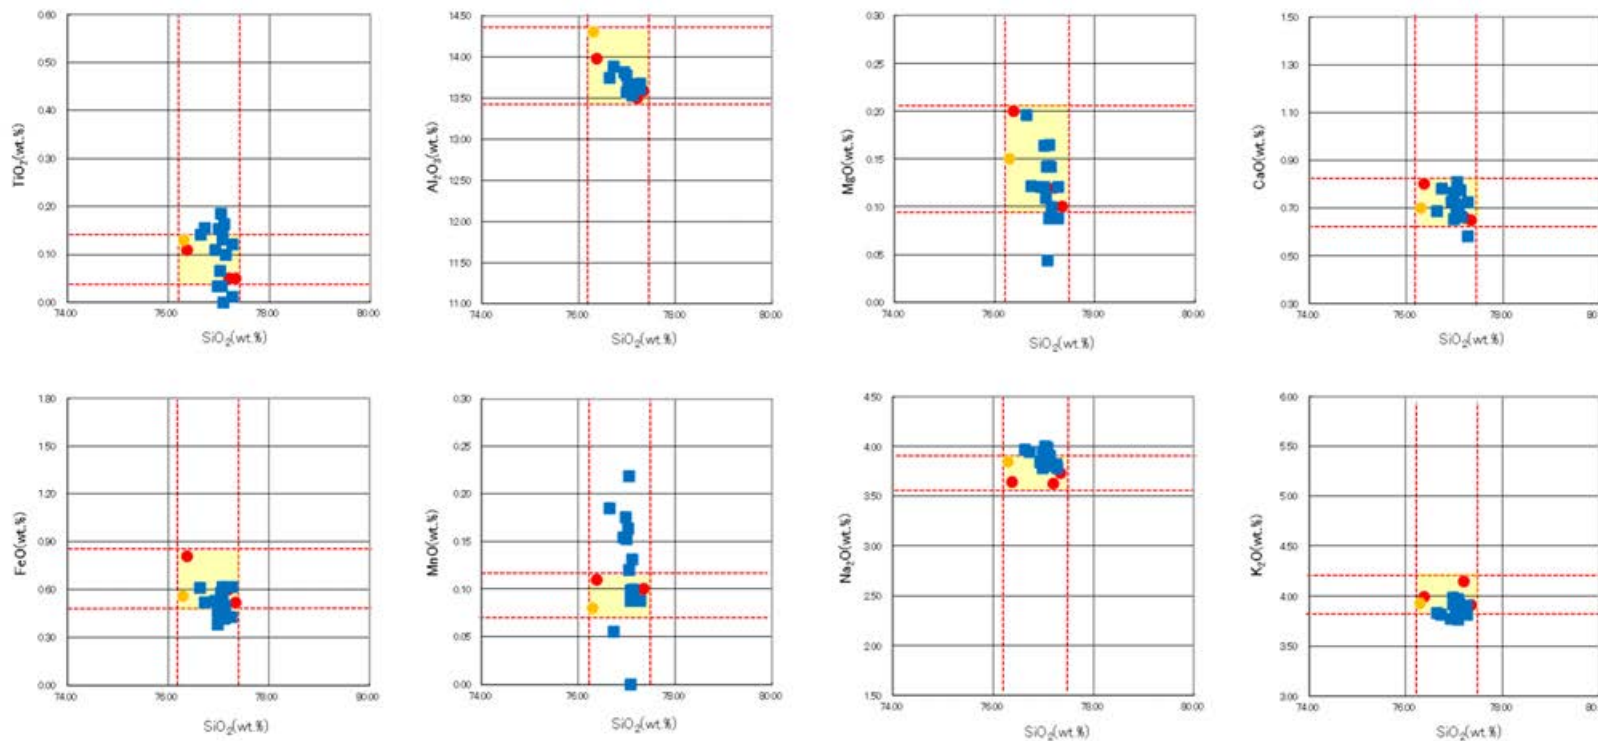 0.60
0.50
0.40
0.30
0.20
0.10
0.00
TiO₂(wt.%)
74.00 76.00 78.00 80.00
SiO₂(wt.%)
14.50
14.00
13.50
13.00
12.50
12.00
11.50
11.00
Al₂O₃(wt.%)
74.00 76.00 78.00 80.00
SiO₂(wt.%)
0.30
0.25
0.20
0.15
0.10
0.05
0.00
MgO(wt.%)
74.00 76.00 78.00 80.00
SiO₂(wt.%)
1.50
1.30
1.10
0.90
0.70
0.50
0.30
CaO(wt.%)
74.00 76.00 78.00
SiO₂(wt.%)
1.80
1.50
1.20
0.90
0.60
0.30
0.00
FeO(wt.%)
74.00 76.00 78.00 80.00
SiO₂(wt.%)
0.30
0.25
0.20
0.15
0.10
0.05
0.00
MnO(wt.%)
74.00 76.00 78.00 80.00
SiO₂(wt.%)
4.50
4.00
3.50
3.00
2.50
2.00
1.50
Na₂O(wt.%)
74.00 76.00 78.00 80.00
SiO₂(wt.%)
6.00
5.50
5.00
4.50
4.00
3.50
3.00
K₂O(wt.%)
74.00 76.00 78.00
SiO₂(wt.%)